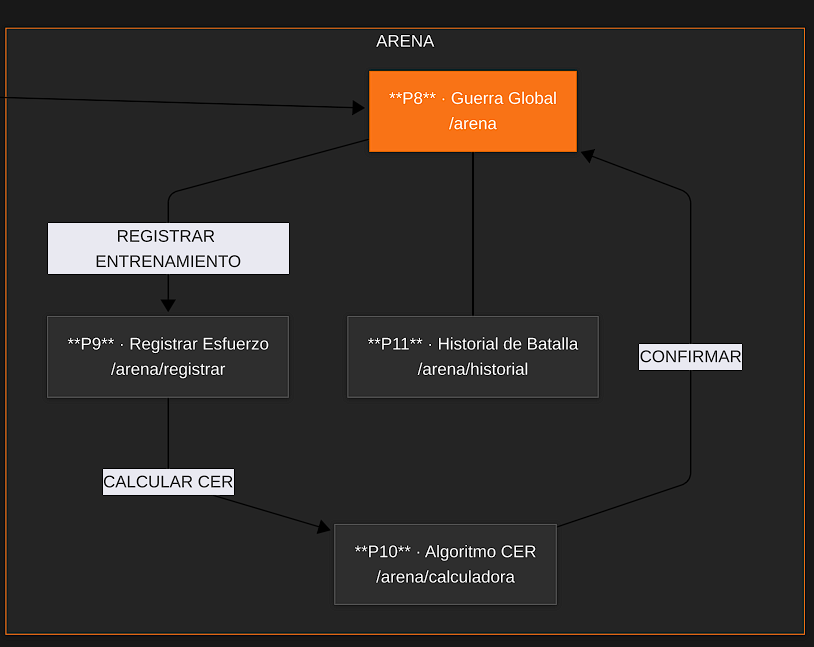 ARENA
**P8** · Guerra Global
/arena
REGISTRAR
ENTRENAMIENTO
**P9** · Registrar Esfuerzo
/arena/registrar
**P11** · Historial de Batalla
/arena/historial
CONFIRMAR
CALCULAR CER
**P10** · Algoritmo CER
/arena/calculadora